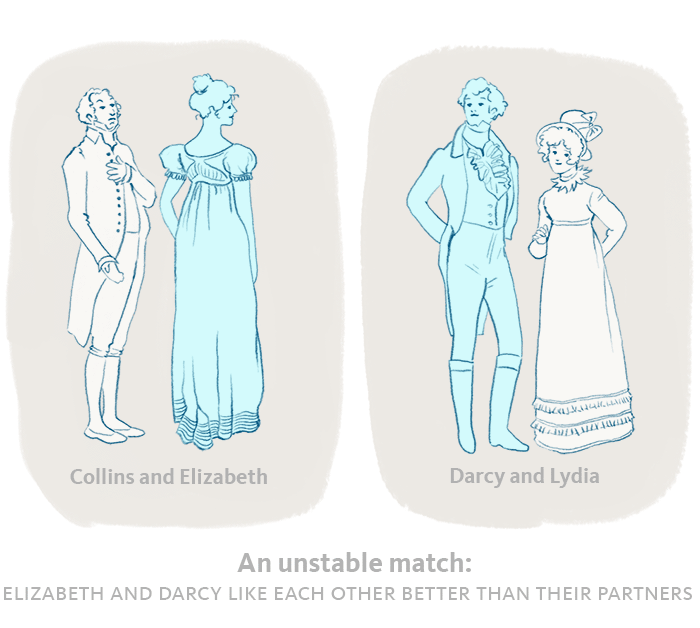 Collins and Elizabeth
Darcy and Lydia
An unstable match:
ELIZABETH AND DARCY LIKE EACH OTHER BETTER THAN THEIR PARTNERS